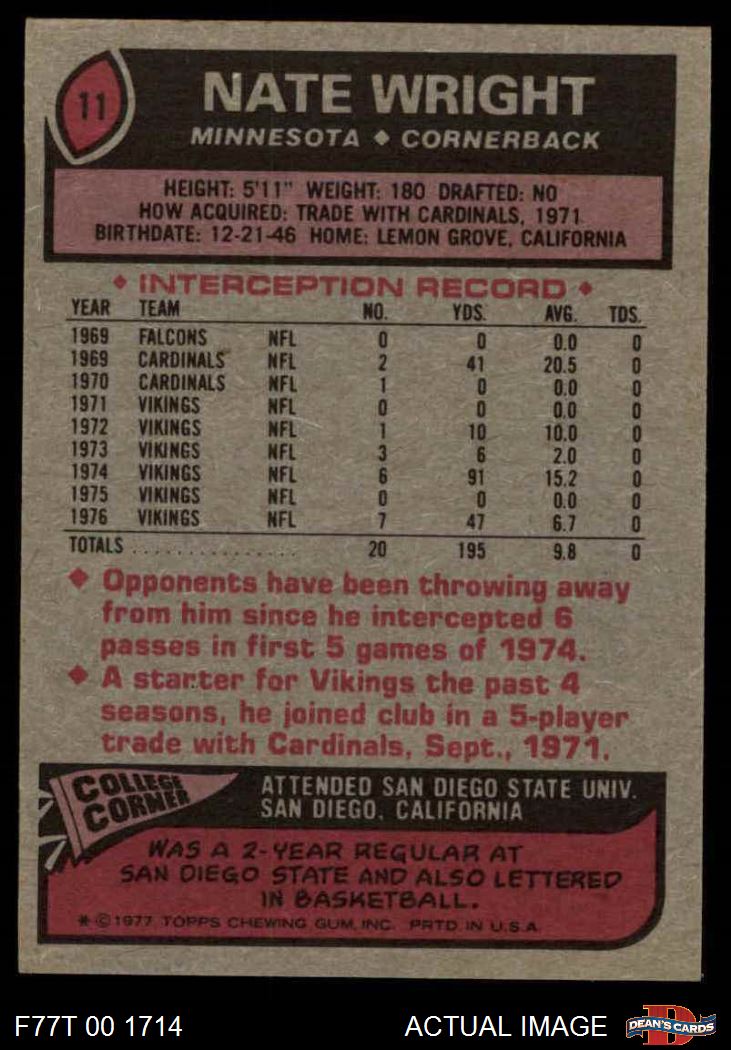 11
NATE WRIGHT
MINNESOTA ♦ CORNERBACK
HEIGHT: 5'11" WEIGHT: 180 DRAFTED: NO
HOW ACQUIRED: TRADE WITH CARDINALS, 1971
BIRTHDATE: 12-21-46 HOME: LEMON GROVE, CALIFORNIA
♦ INTERCEPTION RECORD ♦
YEAR TEAM NO. YDS. AVG. TDS.
1969 FALCONS NFL 0 0 0.0 0
1969 CARDINALS NFL 2 41 20.5 0
1970 CARDINALS NFL 1 0 0.0 0
1971 VIKINGS NFL 0 0 0.0 0
1972 VIKINGS NFL 1 10 10.0 0
1973 VIKINGS NFL 3 6 2.0 0
1974 VIKINGS NFL 6 91 15.2 0
1975 VIKINGS NFL 0 0 0.0 0
1976 VIKINGS NFL 7 47 6.7 0
TOTALS ................ 20 195 9.8 0
♦ Opponents have been throwing away
from him since he intercepted 6
passes in first 5 games of 1974.
♦ A starter for Vikings the past 4
seasons, he joined club in a 5-player
trade with Cardinals, Sept., 1971.
COLLEGE
CORNER
ATTENDED SAN DIEGO STATE UNIV.
SAN DIEGO, CALIFORNIA
WAS A 2-YEAR REGULAR AT
SAN DIEGO STATE AND ALSO LETTERED
IN BASKETBALL.
* © 1977 TOPPS CHEWING GUM, INC. PRTD. IN U.S.A.
F77T 00 1714
ACTUAL IMAGE
D
DEAN'S CARDS